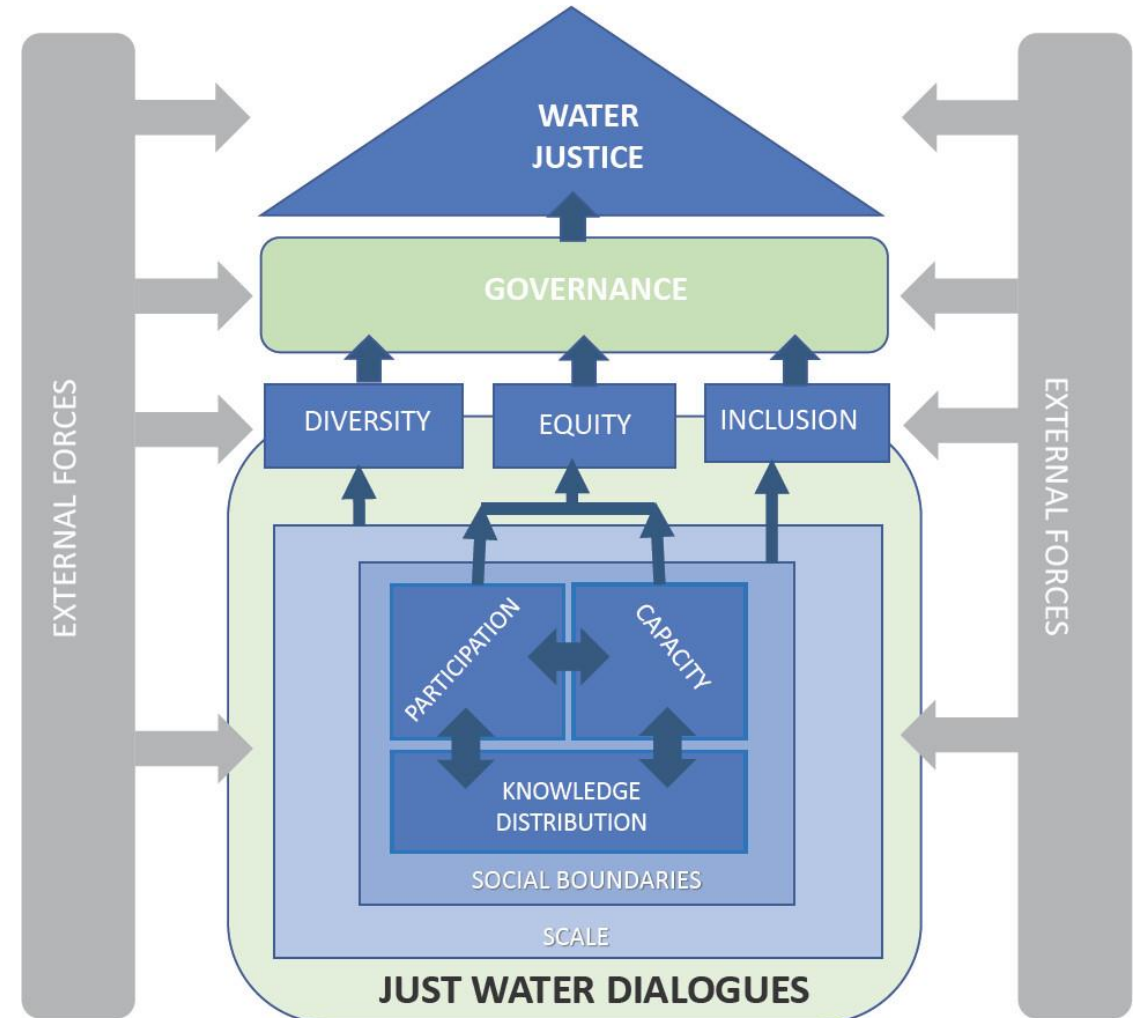 WATER
JUSTICE
GOVERNANCE
EXTERNAL FORCES
EXTERNAL FORCES
DIVERSITY
EQUITY
INCLUSION
PARTICIPATION
CAPACITY
KNOWLEDGE
DISTRIBUTION
SOCIAL BOUNDARIES
SCALE
JUST WATER DIALOGUES